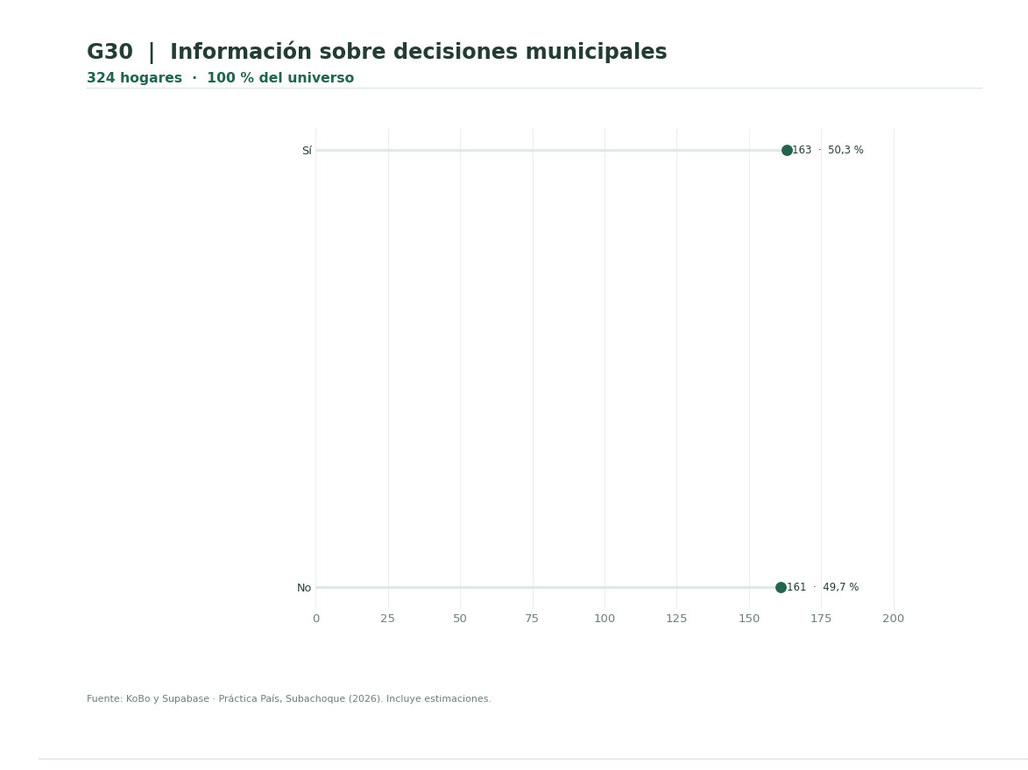 G30 | Información sobre decisiones municipales
324 hogares · 100 % del universo
Sí
163 · 50,3 %
No
161 · 49,7 %
0 25 50 75 100 125 150 175 200
Fuente: KoBo y Supabase · Práctica País, Subachoque (2026). Incluye estimaciones.